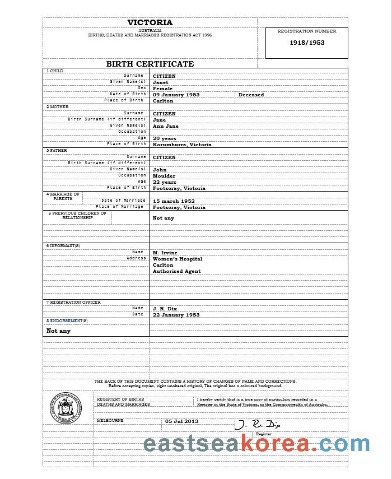 VICTORIA
AUSTRALIA
BIRTHS, DEATHS AND MARRIAGES REGISTRATION ACT 1996
REGISTRATION NUMBER
1918/1953
BIRTH CERTIFICATE
1 CHILD
Surname CITIZEN
Given Name(s) Janet
Sex Female
Date of Birth 09 January 1953 Deceased
Place of Birth Carlton
2 MOTHER
Surname CITIZEN
Birth Surname (if different) Jane
Given Name(s) Ann Jane
Occupation
Age 20 years
Place of Birth Korumburra, Victoria
3 FATHER
Surname CITIZEN
Birth Surname (if different)
Given Name(s) John
Occupation Moulder
Age 22 years
Place of Birth Footscray, Victoria
4 MARRIAGE OF PARENTS
Date of Marriage 15 march 1952
Place of Marriage Footscray, Victoria
5 PREVIOUS CHILDREN OF RELATIONSHIP
Not any
6 INFORMANT(S)
Name M. Irvine
Address Women's Hospital
Carlton
Authorised Agent
7 REGISTRATION OFFICER
Name J. R. Dix
Date 22 January 1953
8 ENDORSEMENT(S)
Not any
THE BACK OF THIS DOCUMENT CONTAINS A HISTORY OF CHANGES OF NAME AND CORRECTIONS.
Before accepting copies, sight unaltered original. The original has a coloured background.
REGISTRY OF BIRTHS
DEATHS AND MARRIAGES
I hereby certify that this is a true copy of particulars recorded in a
Register in the State of Victoria, in the Commonwealth of Australia.
MELBOURNE
05 Jul 2013
J. R. Dix
Registrar
eastseakorea.com